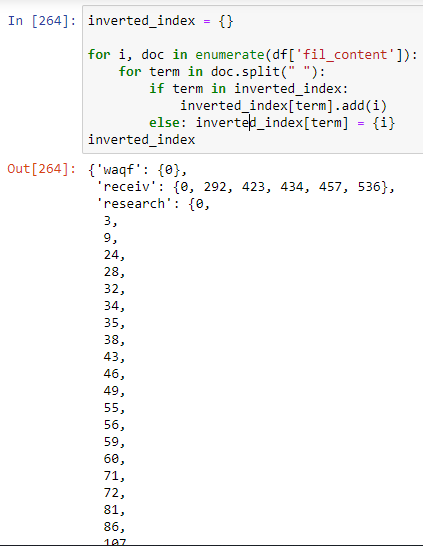 In [264]: inverted_index = {}
for i, doc in enumerate(df['fil_content']):
    for term in doc.split(" "):
        if term in inverted_index:
            inverted_index[term].add(i)
        else: inverted_index[term] = {i}
inverted_index
Out[264]: {'waqf': {0},
 'receiv': {0, 292, 423, 434, 457, 536},
 'research': {0,
  3,
  9,
  24,
  28,
  32,
  34,
  35,
  38,
  43,
  46,
  49,
  55,
  56,
  59,
  60,
  71,
  72,
  81,
  86,
  107